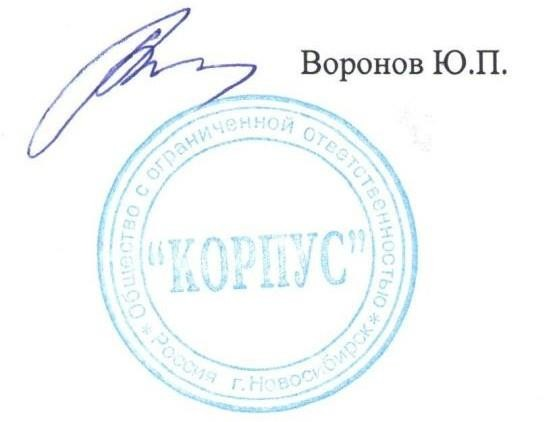 Воронов Ю.П.
Общество с ограниченной ответственностью
"КОРПУС"
* Россия г.Новосибирск *